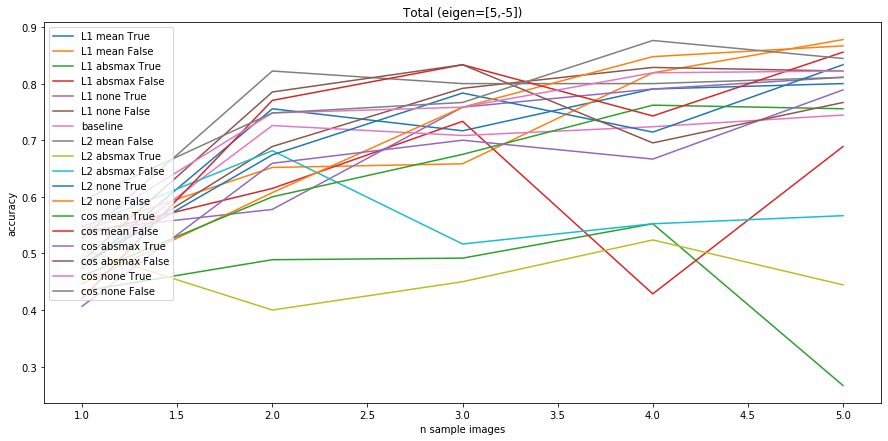 Total (eigen=[5,-5])
0.9
0.8
0.7
0.6
0.5
0.4
0.3
accuracy
L1 mean True
L1 mean False
L1 absmax True
L1 absmax False
L1 none True
L1 none False
baseline
L2 mean False
L2 absmax True
L2 absmax False
L2 none True
L2 none False
cos mean True
cos mean False
cos absmax True
cos absmax False
cos none True
cos none False
1.0 1.5 2.0 2.5 3.0 3.5 4.0 4.5 5.0
n sample images